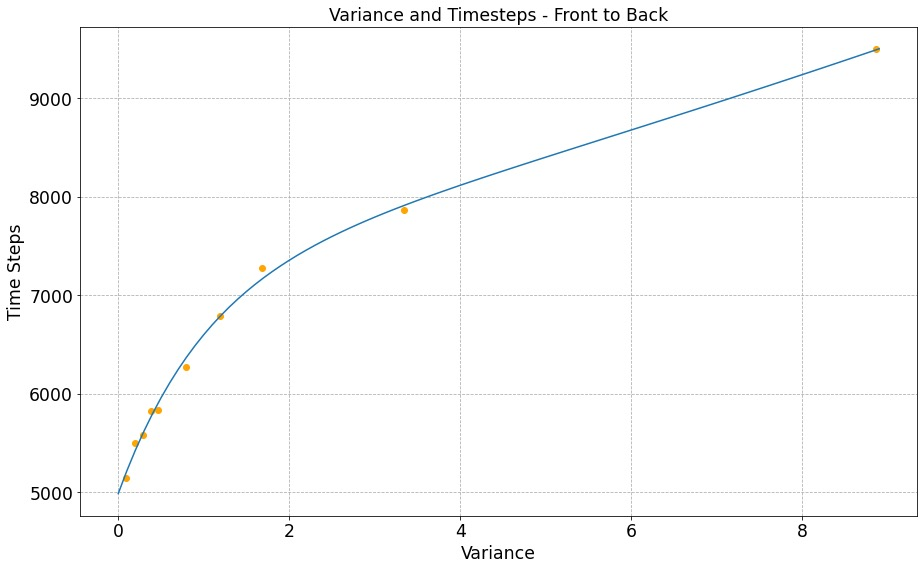 Variance and Timesteps - Front to Back
9000
8000
7000
6000
5000
Time Steps
0 2 4 6 8
Variance